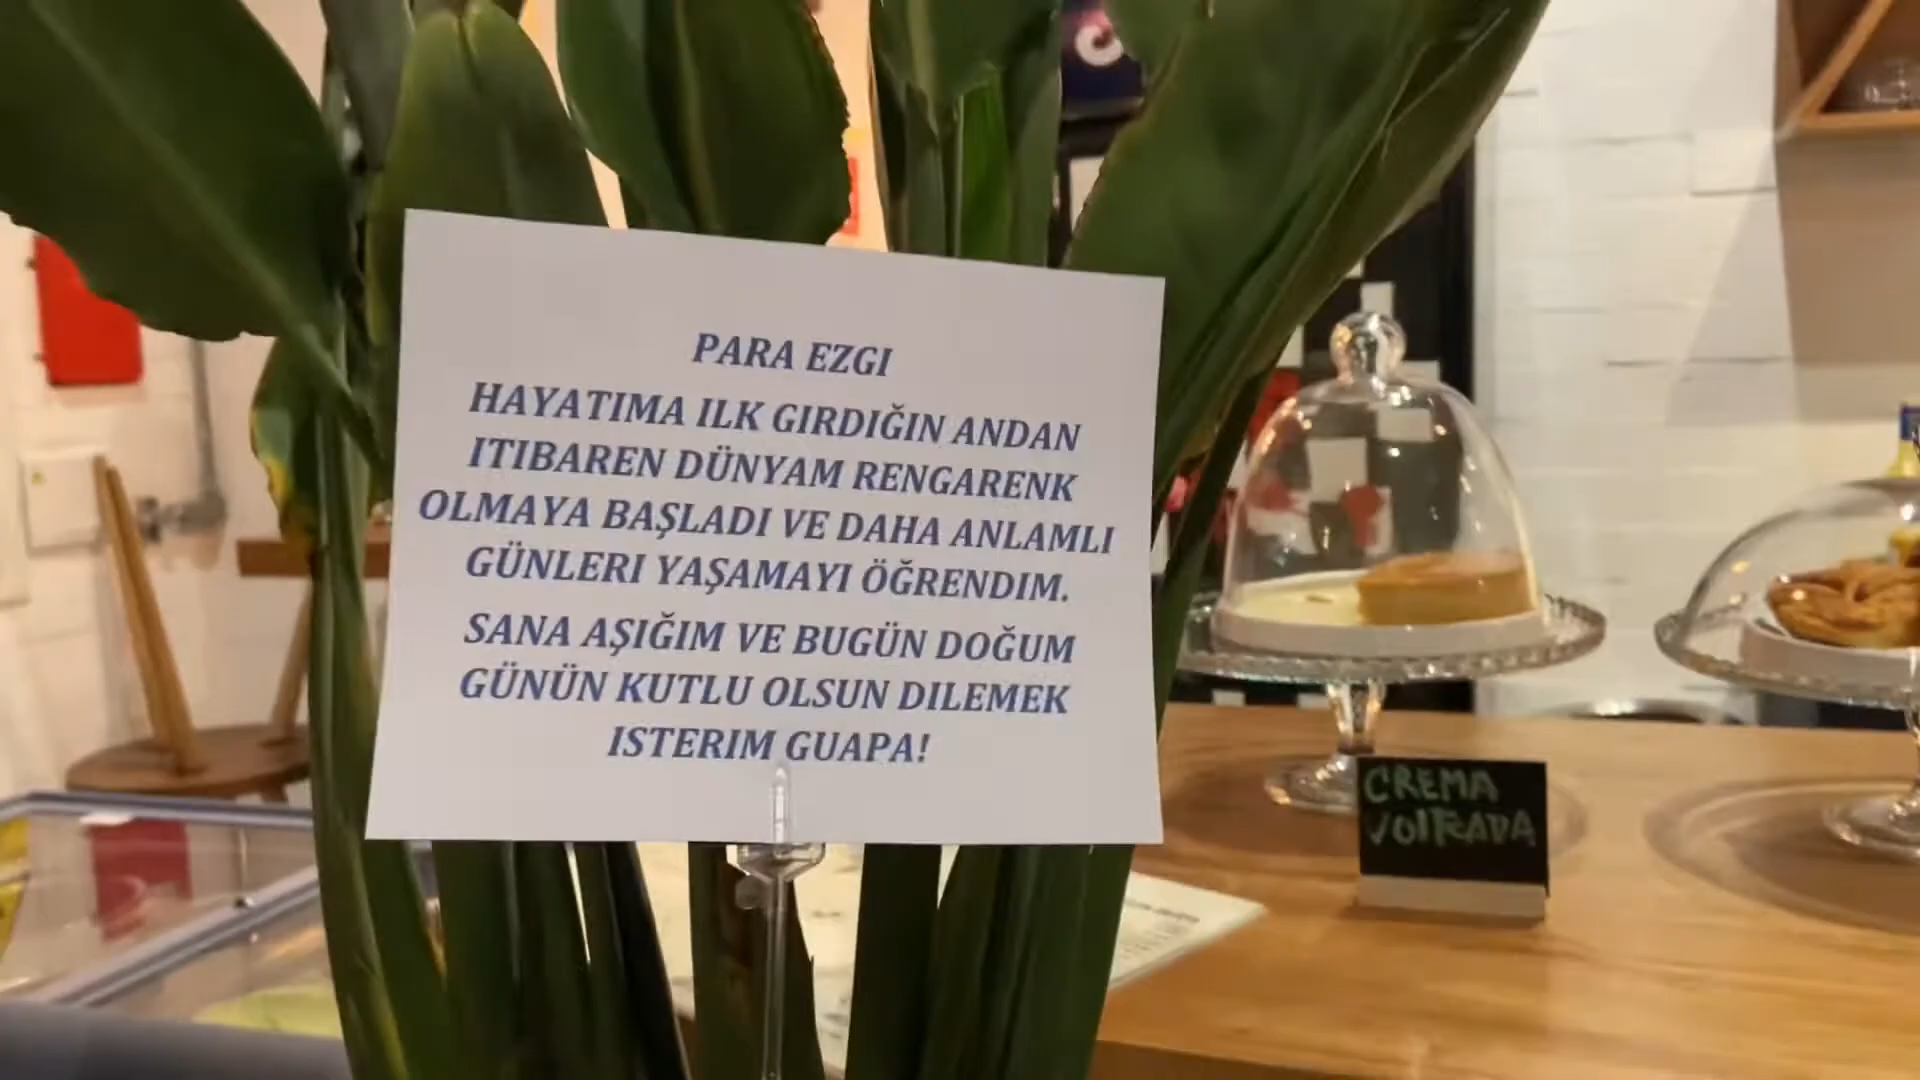 PARA EZGI
HAYATIMA ILK GIRDIĞIN ANDAN
ITIBAREN DÜNYAM RENGARENK
OLMAYA BAŞLADI VE DAHA ANLAMLI
GÜNLERI YAŞAMAYI ÖĞRENDIM.
SANA AŞIĞIM VE BUGÜN DOĞUM
GÜNÜN KUTLU OLSUN DILEMEK
ISTERIM GUAPA!
CREMA